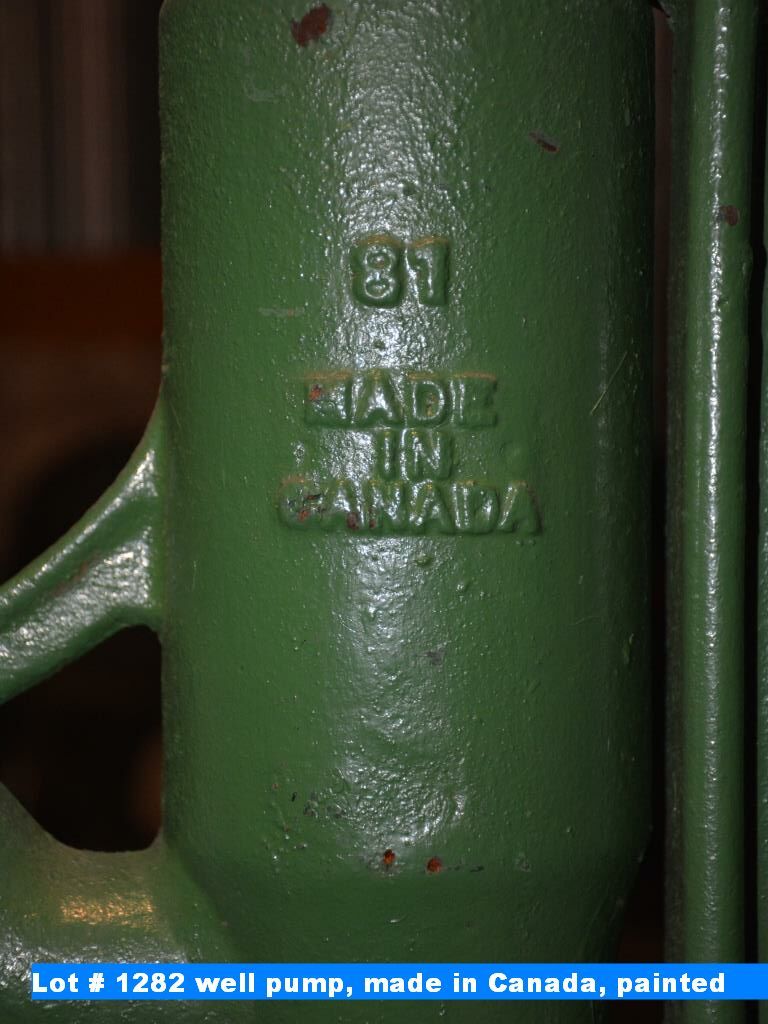 81
MADE
IN
CANADA
Lot # 1282 well pump, made in Canada, painted